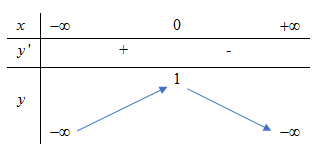 x −∞ 0 +∞
y' + -
1
y
−∞ −∞